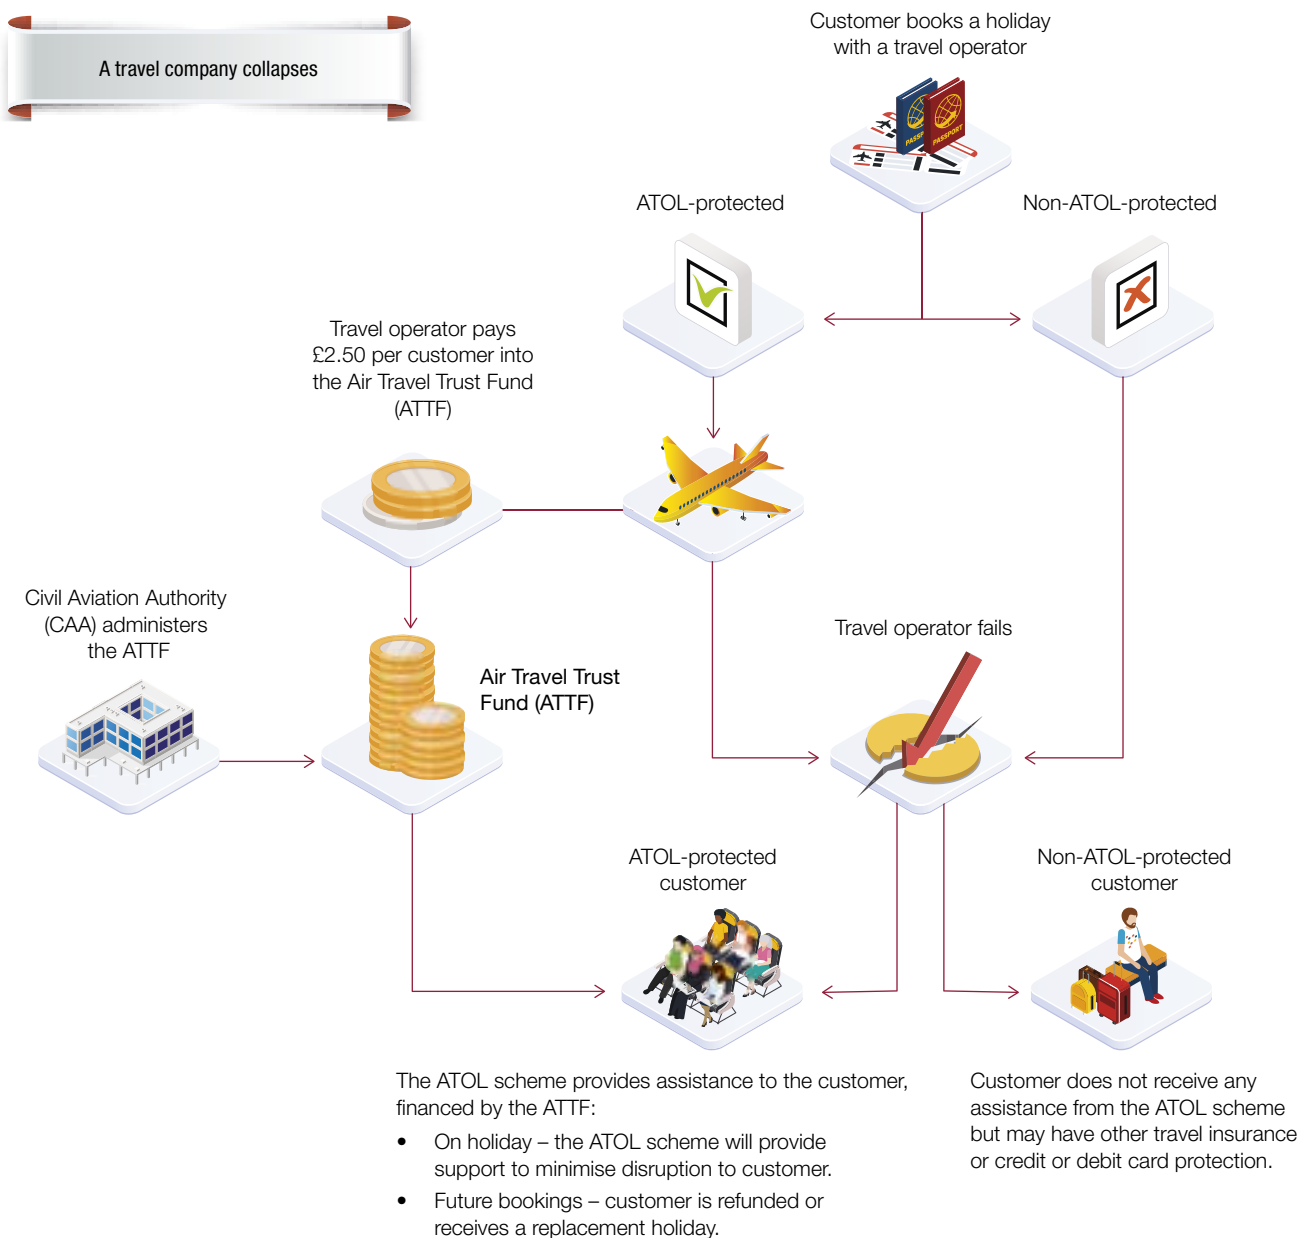 A travel company collapses
Customer books a holiday
with a travel operator
PASSPORT
ATOL-protected
Non-ATOL-protected
Travel operator pays
£2.50 per customer into
the Air Travel Trust Fund
(ATTF)
Civil Aviation Authority
(CAA) administers
the ATTF
Air Travel Trust
Fund (ATTF)
Travel operator fails
ATOL-protected
customer
Non-ATOL-protected
customer
The ATOL scheme provides assistance to the customer,
financed by the ATTF:
• On holiday – the ATOL scheme will provide
support to minimise disruption to customer.
• Future bookings – customer is refunded or
receives a replacement holiday.
Customer does not receive any
assistance from the ATOL scheme
but may have other travel insurance
or credit or debit card protection.